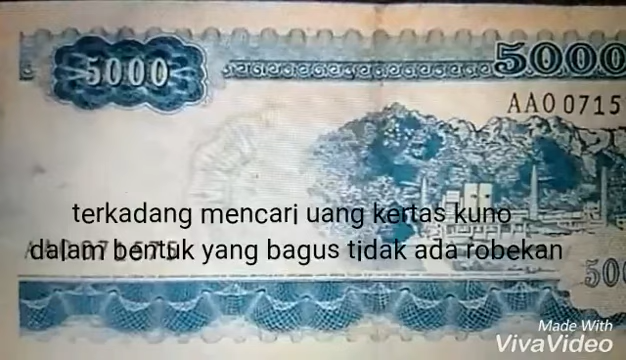 5000
5000
AAO 0715
terkadang mencari uang kertas kuno
dalam bentuk yang bagus tidak ada robekan
500
Made With
VivaVideo